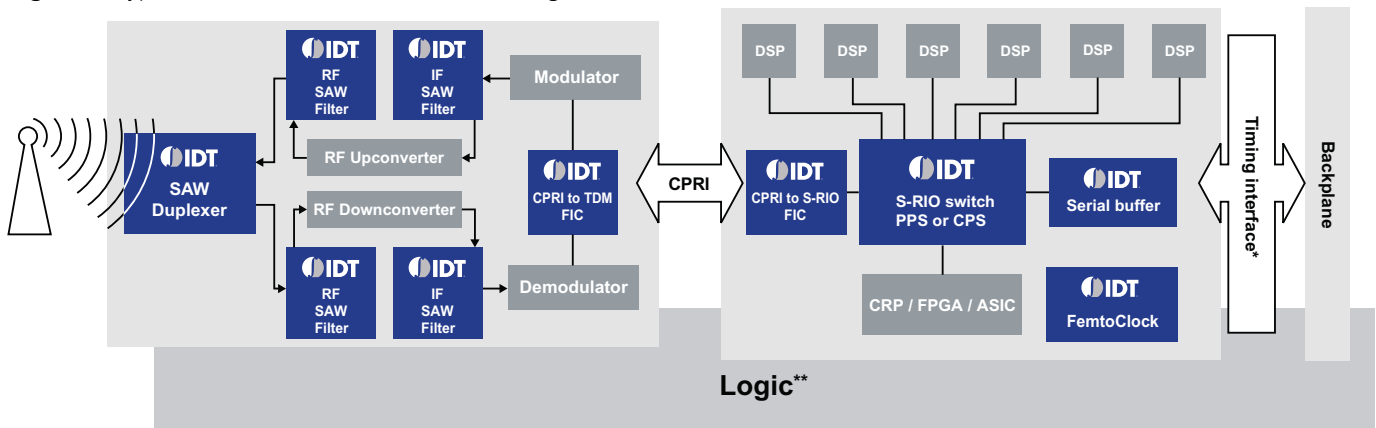 IDT
RF
SAW
Filter
IDT
IF
SAW
Filter
Modulator
RF Upconverter
IDT
SAW
Duplexer
RF Downconverter
IDT
CPRI to TDM
FIC
IDT
RF
SAW
Filter
IDT
IF
SAW
Filter
Demodulator
CPRI
DSP
DSP
DSP
DSP
DSP
DSP
IDT
CPRI to S-RIO
FIC
IDT
S-RIO switch
PPS or CPS
IDT
Serial buffer
CRP / FPGA / ASIC
IDT
FemtoClock
Timing interface*
Backplane
Logic**